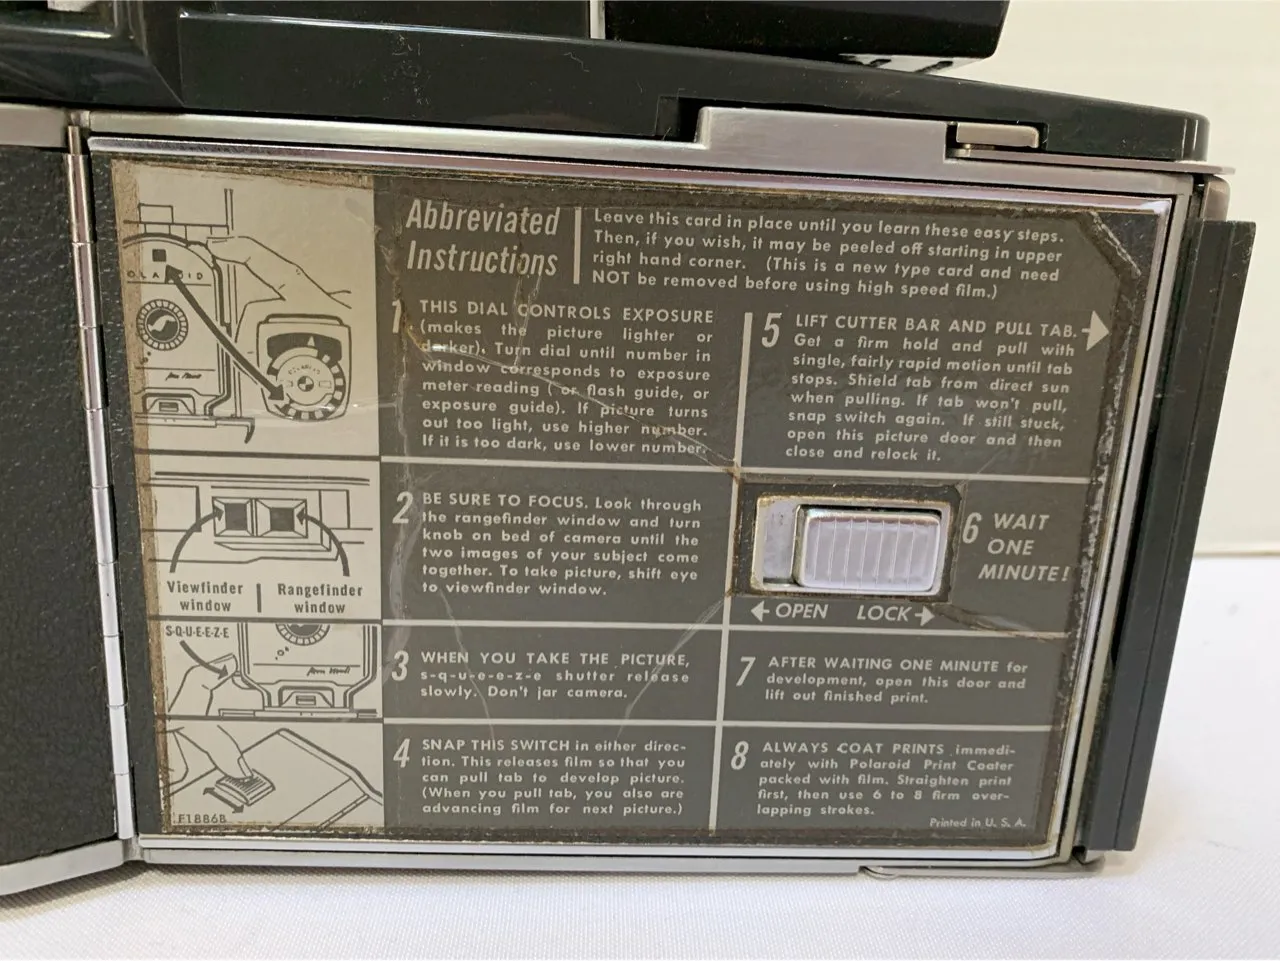 Abbreviated
Instructions
Leave this card in place until you learn these easy steps.
Then, if you wish, it may be peeled off starting in upper
right hand corner. (This is a new type card and need
NOT be removed before using high speed film.)
1 THIS DIAL CONTROLS EXPOSURE
(makes the picture lighter or
darker). Turn dial until number in
window corresponds to exposure
meter reading ( or flash guide, or
exposure guide). If picture turns
out too light, use higher number.
If it is too dark, use lower number.
2 BE SURE TO FOCUS. Look through
the rangefinder window and turn
knob on bed of camera until the
two images of your subject come
together. To take picture, shift eye
to viewfinder window.
Viewfinder
window
Rangefinder
window
S-Q-U-E-E-Z-E
3 WHEN YOU TAKE THE PICTURE,
s-q-u-e-e-z-e shutter release
slowly. Don't jar camera.
4 SNAP THIS SWITCH in either direc-
tion. This releases film so that you
can pull tab to develop picture.
(When you pull tab, you also are
advancing film for next picture.)
F1886B
5 LIFT CUTTER BAR AND PULL TAB.
Get a firm hold and pull with
single, fairly rapid motion until tab
stops. Shield tab from direct sun
when pulling. If tab won't pull,
snap switch again. If still stuck,
open this picture door and then
close and relock it.
6 WAIT
ONE
MINUTE!
← OPEN LOCK →
7 AFTER WAITING ONE MINUTE for
development, open this door and
lift out finished print.
8 ALWAYS COAT PRINTS immedi-
ately with Polaroid Print Coater
packed with film. Straighten print
first, then use 6 to 8 firm over-
lapping strokes.
Printed in U. S. A.